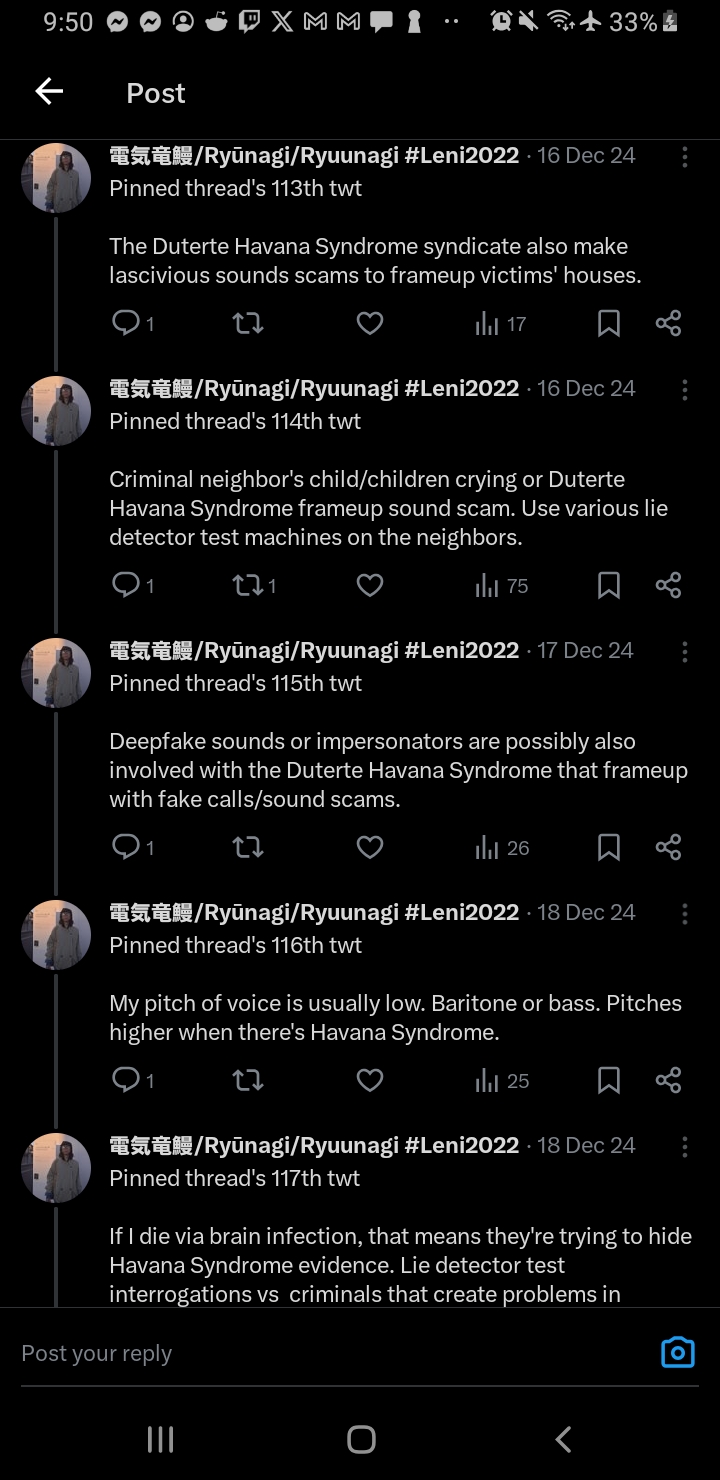 9:50
33%
Post
電気竜鰻/Ryūnagi/Ryuunagi #Leni2022 · 16 Dec 24
Pinned thread's 113th twt
The Duterte Havana Syndrome syndicate also make
lascivious sounds scams to frameup victims' houses.
1 17
電気竜鰻/Ryūnagi/Ryuunagi #Leni2022 · 16 Dec 24
Pinned thread's 114th twt
Criminal neighbor's child/children crying or Duterte
Havana Syndrome frameup sound scam. Use various lie
detector test machines on the neighbors.
1 1 75
電気竜鰻/Ryūnagi/Ryuunagi #Leni2022 · 17 Dec 24
Pinned thread's 115th twt
Deepfake sounds or impersonators are possibly also
involved with the Duterte Havana Syndrome that frameup
with fake calls/sound scams.
1 26
電気竜鰻/Ryūnagi/Ryuunagi #Leni2022 · 18 Dec 24
Pinned thread's 116th twt
My pitch of voice is usually low. Baritone or bass. Pitches
higher when there's Havana Syndrome.
1 25
電気竜鰻/Ryūnagi/Ryuunagi #Leni2022 · 18 Dec 24
Pinned thread's 117th twt
If I die via brain infection, that means they're trying to hide
Havana Syndrome evidence. Lie detector test
interrogations vs  criminals that create problems in
Post your reply